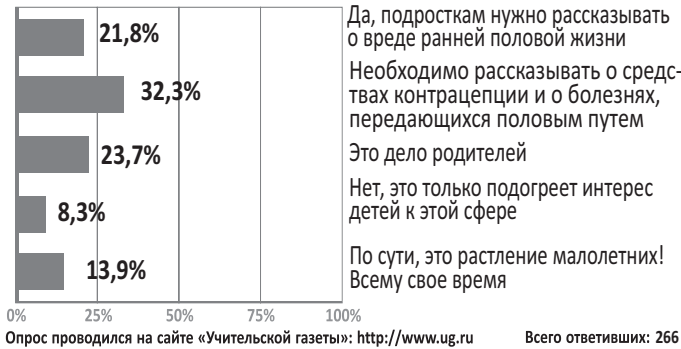 21,8%
Да, подросткам нужно рассказывать
о вреде ранней половой жизни
32,3%
Необходимо рассказывать о средс-
твах контрацепции и о болезнях,
передающихся половым путем
23,7%
Это дело родителей
8,3%
Нет, это только подогреет интерес
детей к этой сфере
13,9%
По сути, это растление малолетних!
Всему свое время
0% 25% 50% 75% 100%
Опрос проводился на сайте «Учительской газеты»: http://www.ug.ru Всего ответивших: 266